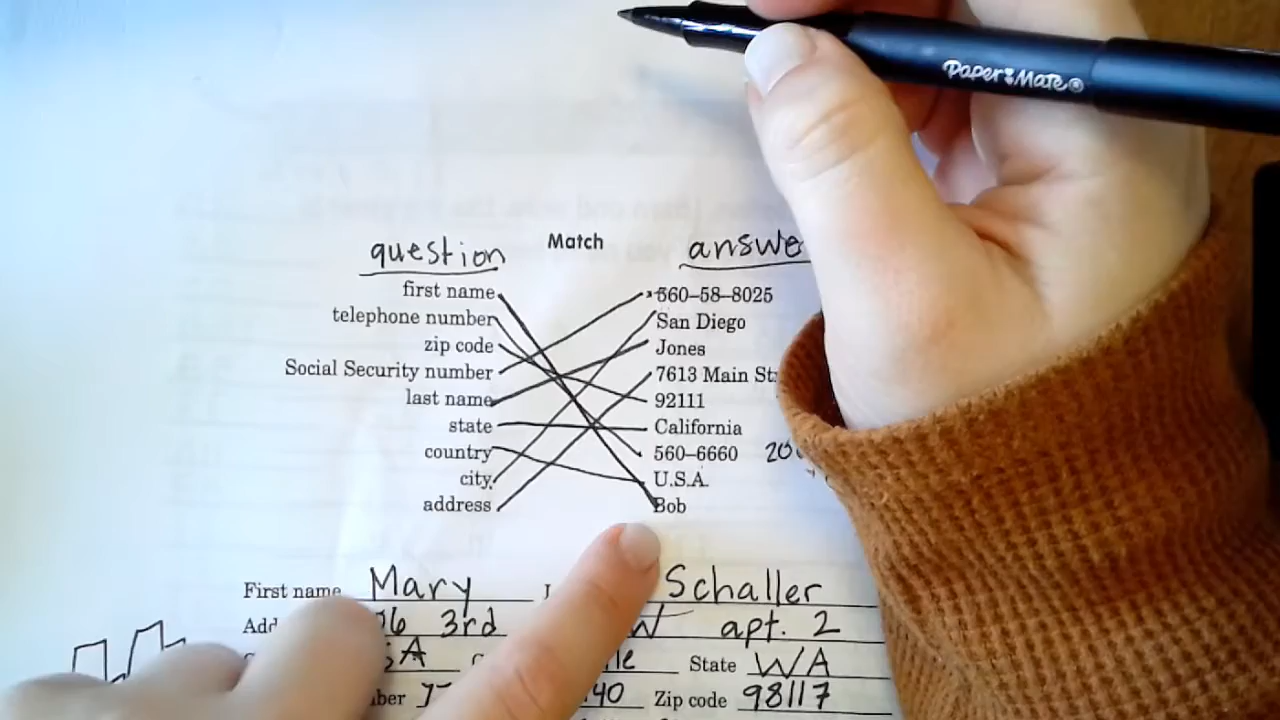 Paper Mate®
question Match
first name 560–58–8025
telephone number San Diego
zip code Jones
Social Security number 7613 Main
last name 92111
state California
country 560–6660
city U.S.A.
address Bob
First name Mary Schaller
3rd W apt. 2
State WA
Zip code 98117